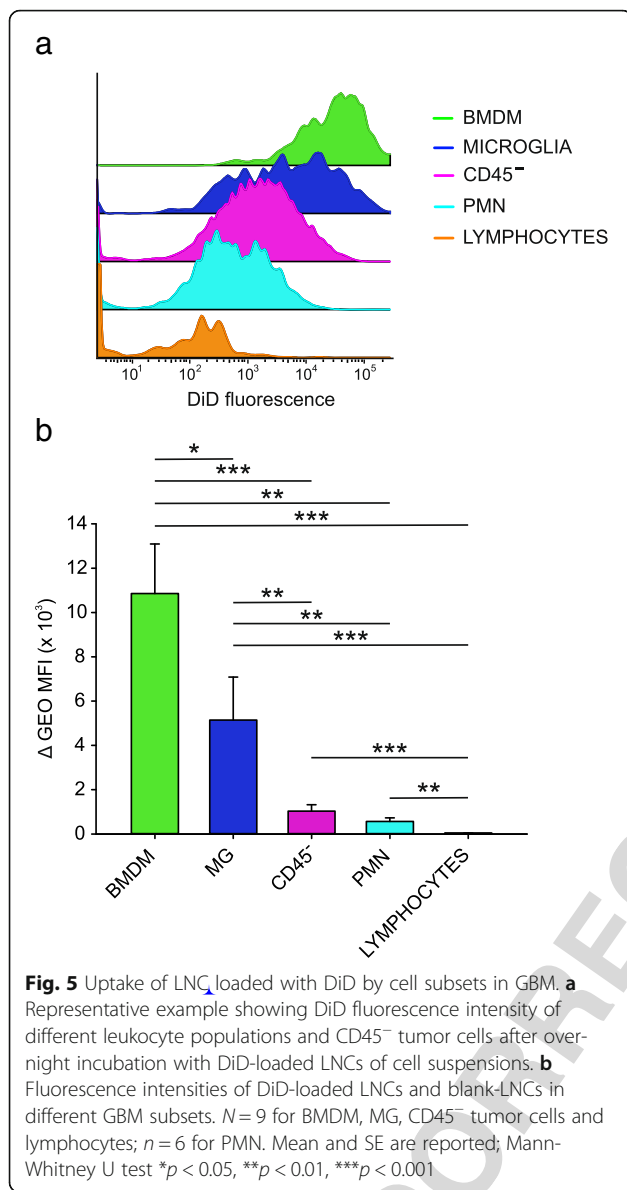 a
BMDM
MICROGLIA
CD45⁻
PMN
LYMPHOCYTES
10¹ 10² 10³ 10⁴ 10⁵
DiD fluorescence
b
*
***
**
***
**
**
***
***
**
14
12
10
8
6
4
2
0
Δ GEO MFI (x 10³)
BMDM
MG
CD45⁻
PMN
LYMPHOCYTES
Fig. 5 Uptake of LNC loaded with DiD by cell subsets in GBM. a
Representative example showing DiD fluorescence intensity of
different leukocyte populations and CD45⁻ tumor cells after over-
night incubation with DiD-loaded LNCs of cell suspensions. b
Fluorescence intensities of DiD-loaded LNCs and blank-LNCs in
different GBM subsets. N = 9 for BMDM, MG, CD45⁻ tumor cells and
lymphocytes; n = 6 for PMN. Mean and SE are reported; Mann-
Whitney U test *p < 0.05, **p < 0.01, ***p < 0.001
ORREC